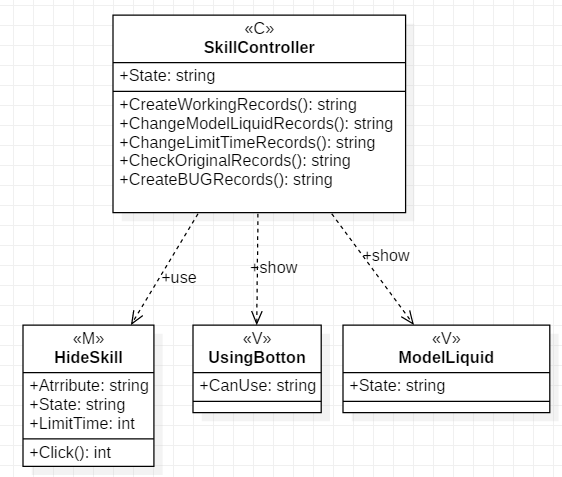 «C»
SkillController
+State: string
+CreateWorkingRecords(): string
+ChangeModelLiquidRecords(): string
+ChangeLimitTimeRecords(): string
+CheckOriginalRecords(): string
+CreateBUGRecords(): string
+use
+show
+show
«M»
HideSkill
+Atrribute: string
+State: string
+LimitTime: int
+Click(): int
«V»
UsingBotton
+CanUse: string
«V»
ModelLiquid
+State: string